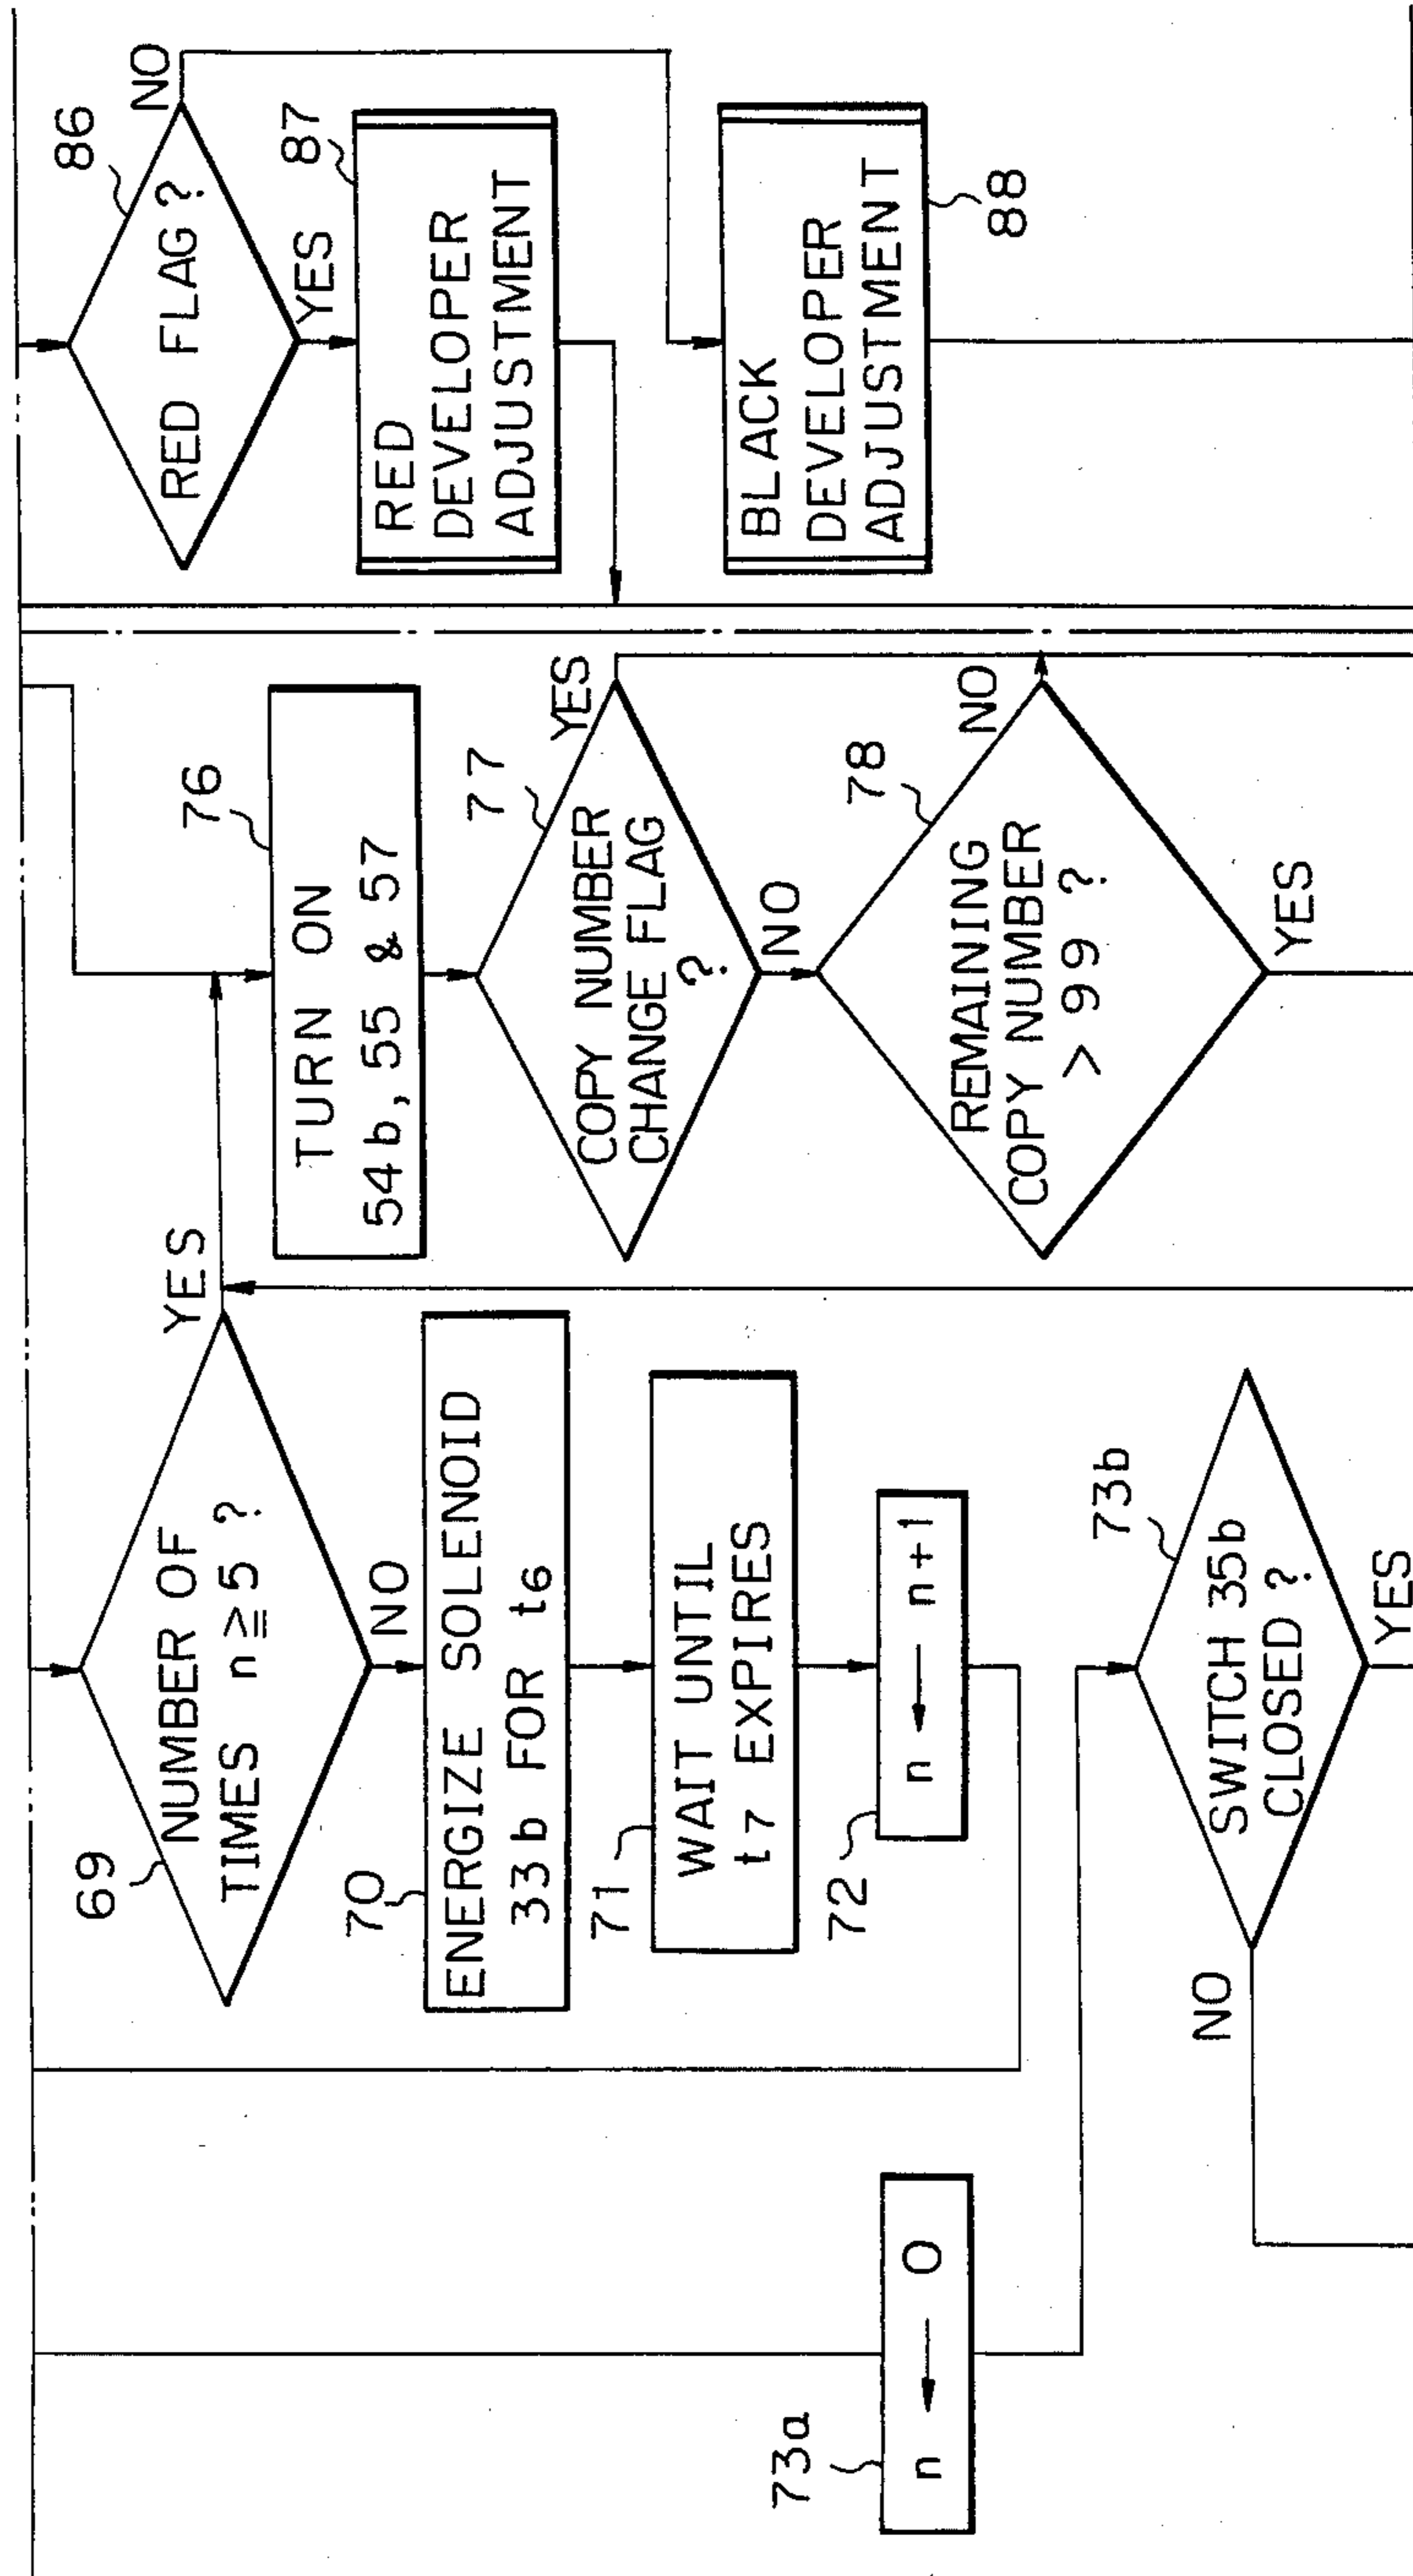 73a
n ← 0
69
NUMBER OF
TIMES n ≧ 5 ?
YES
NO
70
ENERGIZE SOLENOID
33b FOR t6
71
WAIT UNTIL
t7 EXPIRES
72
n ← n+1
73b
SWITCH 35b
CLOSED ?
NO
YES
76
TURN ON
54b, 55 & 57
77
COPY NUMBER
CHANGE FLAG
?
YES
NO
78
REMAINING
COPY NUMBER
> 99 ?
NO
YES
86
RED FLAG ?
NO
YES
87
RED
DEVELOPER
ADJUSTMENT
BLACK
DEVELOPER
ADJUSTMENT
88